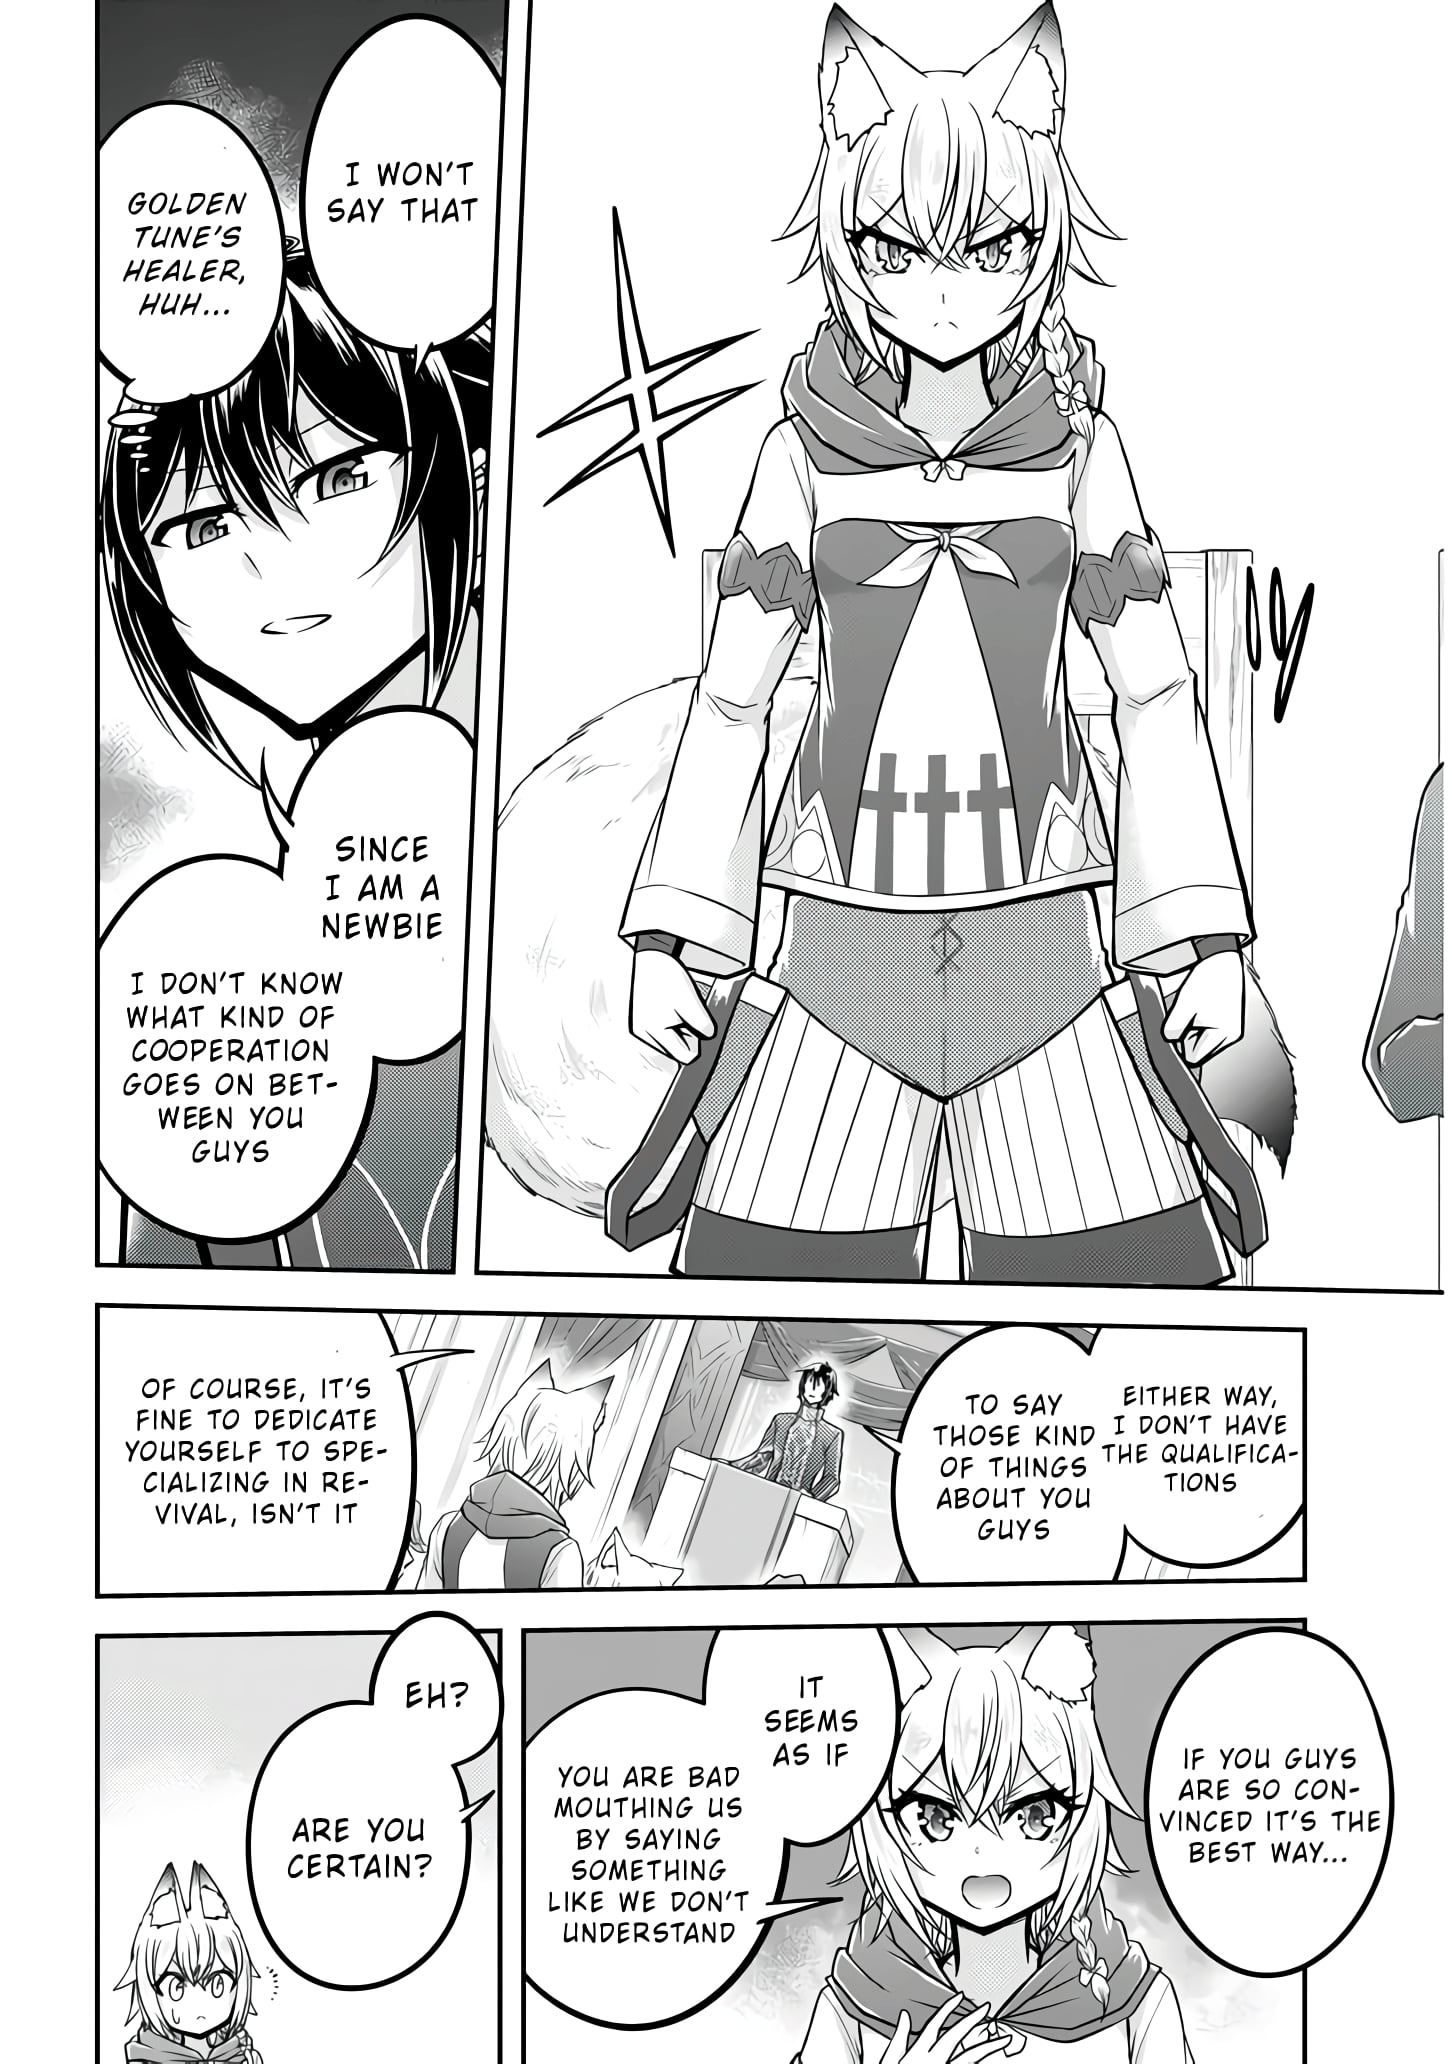 I WON'T
SAY THAT
GOLDEN
TUNE'S
HEALER,
HUH...
SINCE
I AM A
NEWBIE
I DON'T KNOW
WHAT KIND OF
COOPERATION
GOES ON BET-
WEEN YOU
GUYS
EITHER WAY,
I DON'T HAVE
THE QUALIFICA-
TIONS
TO SAY
THOSE KIND
OF THINGS
ABOUT YOU
GUYS
OF COURSE, IT'S
FINE TO DEDICATE
YOURSELF TO SPE-
CIALIZING IN RE-
VIVAL, ISN'T IT
IF YOU GUYS
ARE SO CON-
VINCED IT'S THE
BEST WAY...
IT
SEEMS
AS IF
YOU ARE BAD
MOUTHING US
BY SAYING
SOMETHING
LIKE WE DON'T
UNDERSTAND
EH?
ARE YOU
CERTAIN?